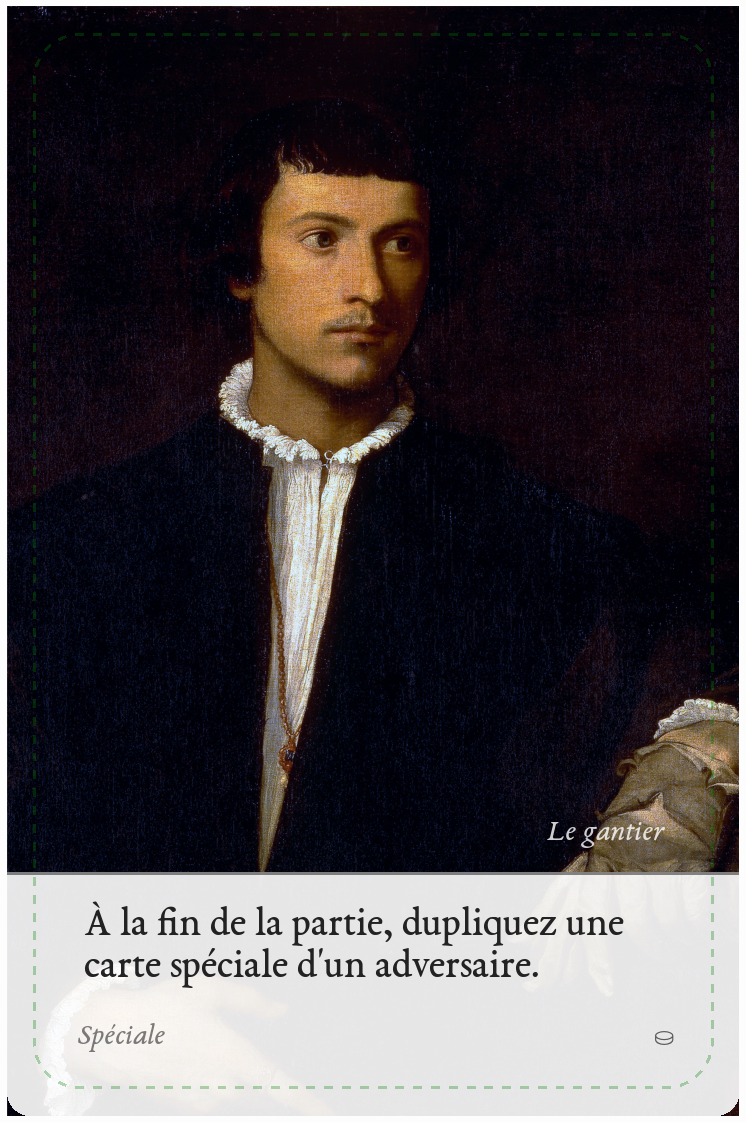 Le gantier
À la fin de la partie, dupliquez une
carte spéciale d'un adversaire.
Spéciale